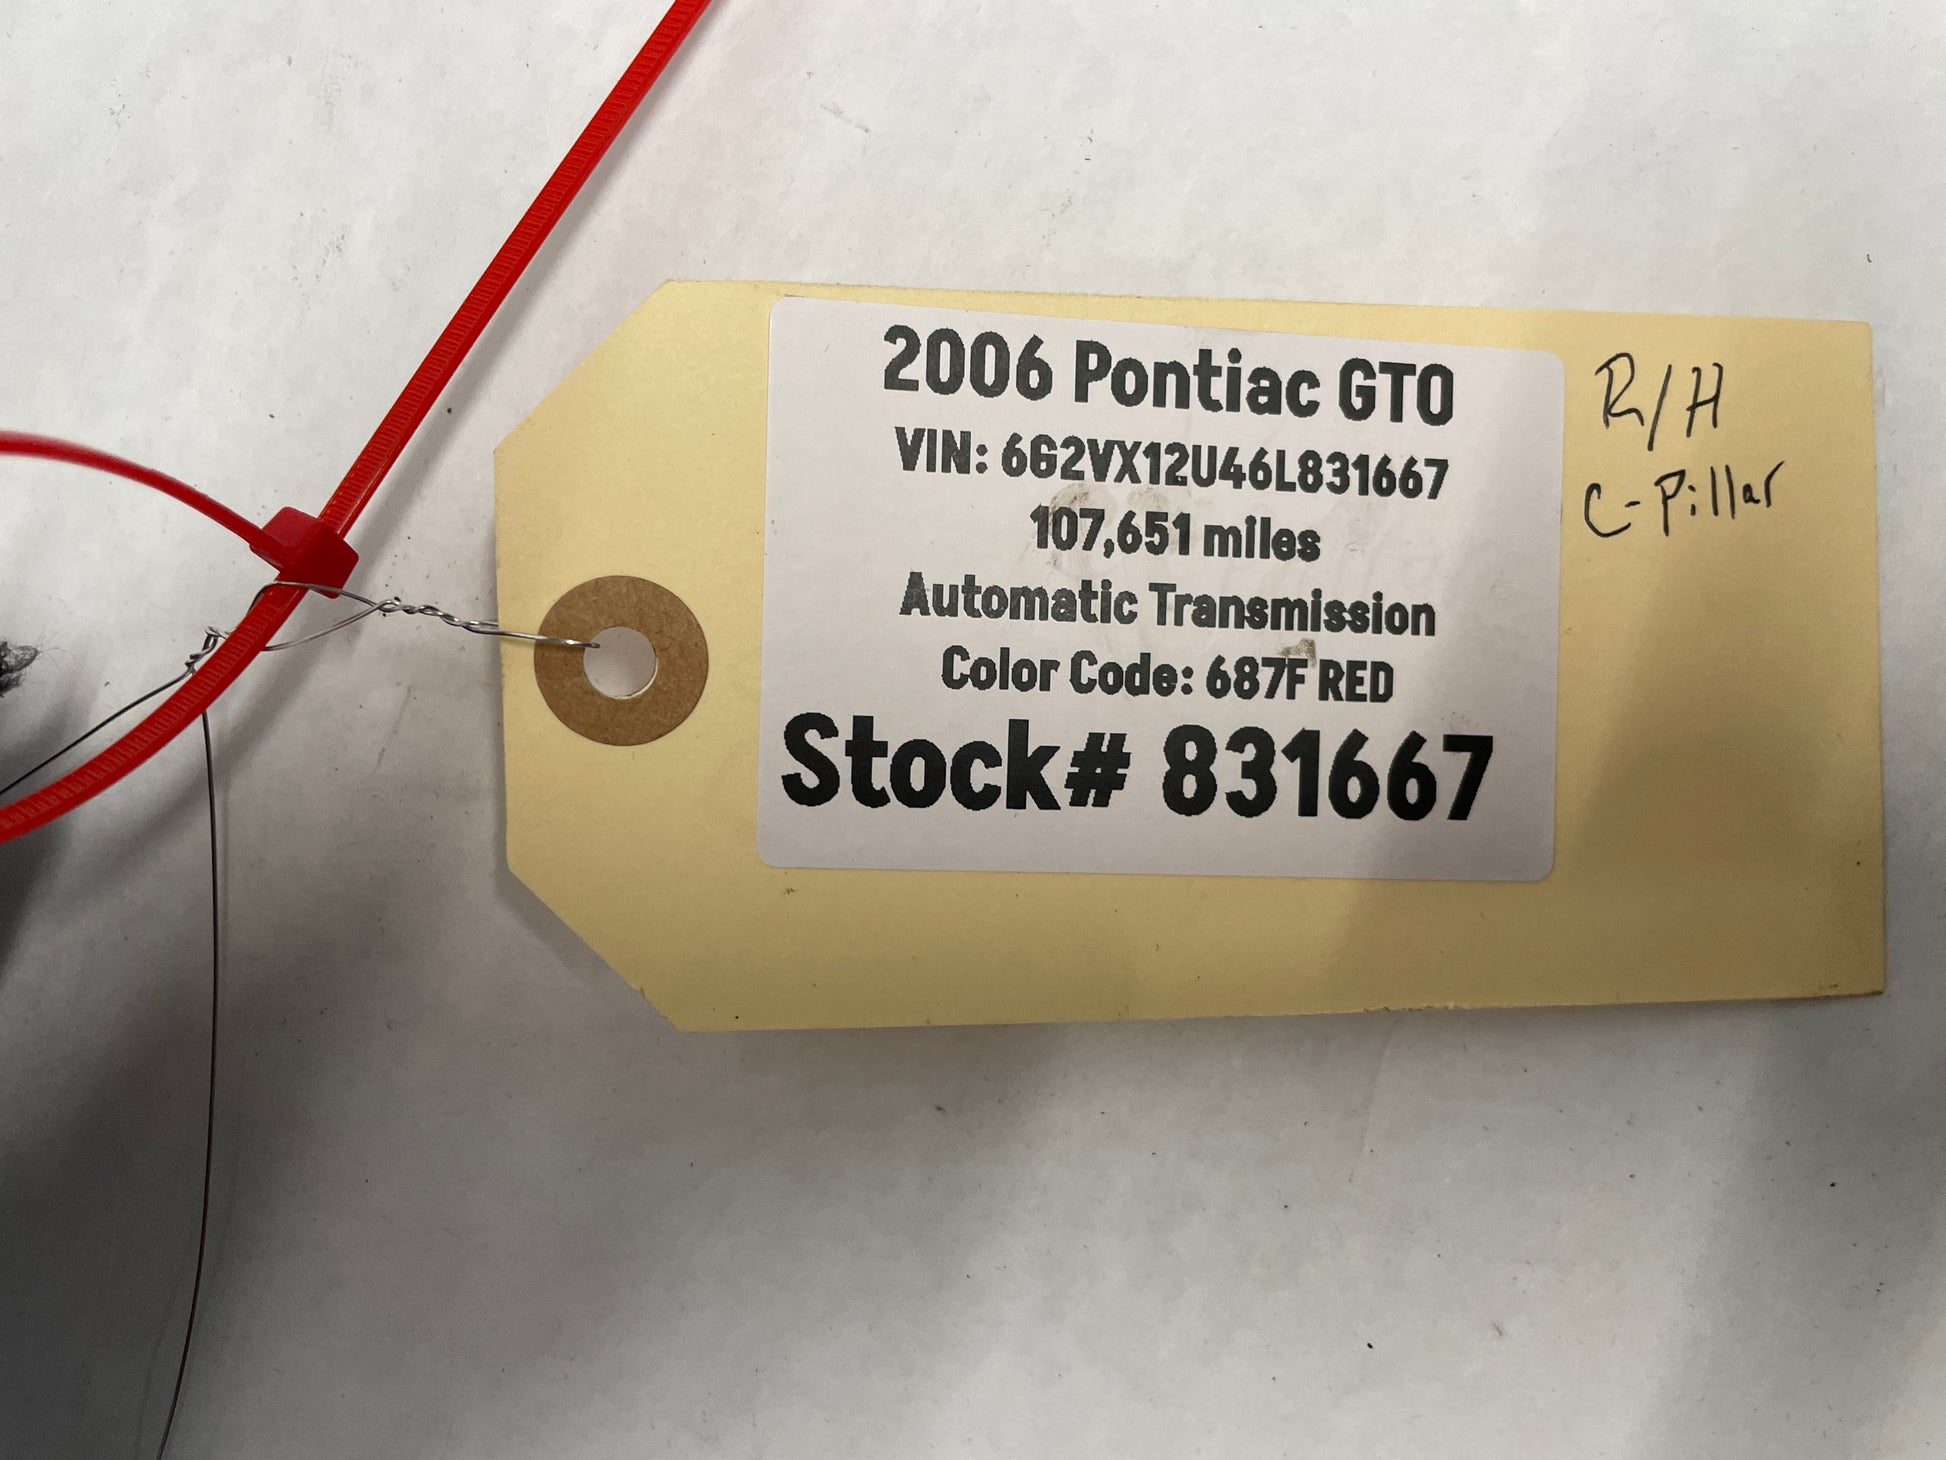 2006 Pontiac GTO
VIN: 6G2VX12U46L831667
107,651 miles
Automatic Transmission
Color Code: 687F RED
Stock# 831667
R/H
C-Pillar